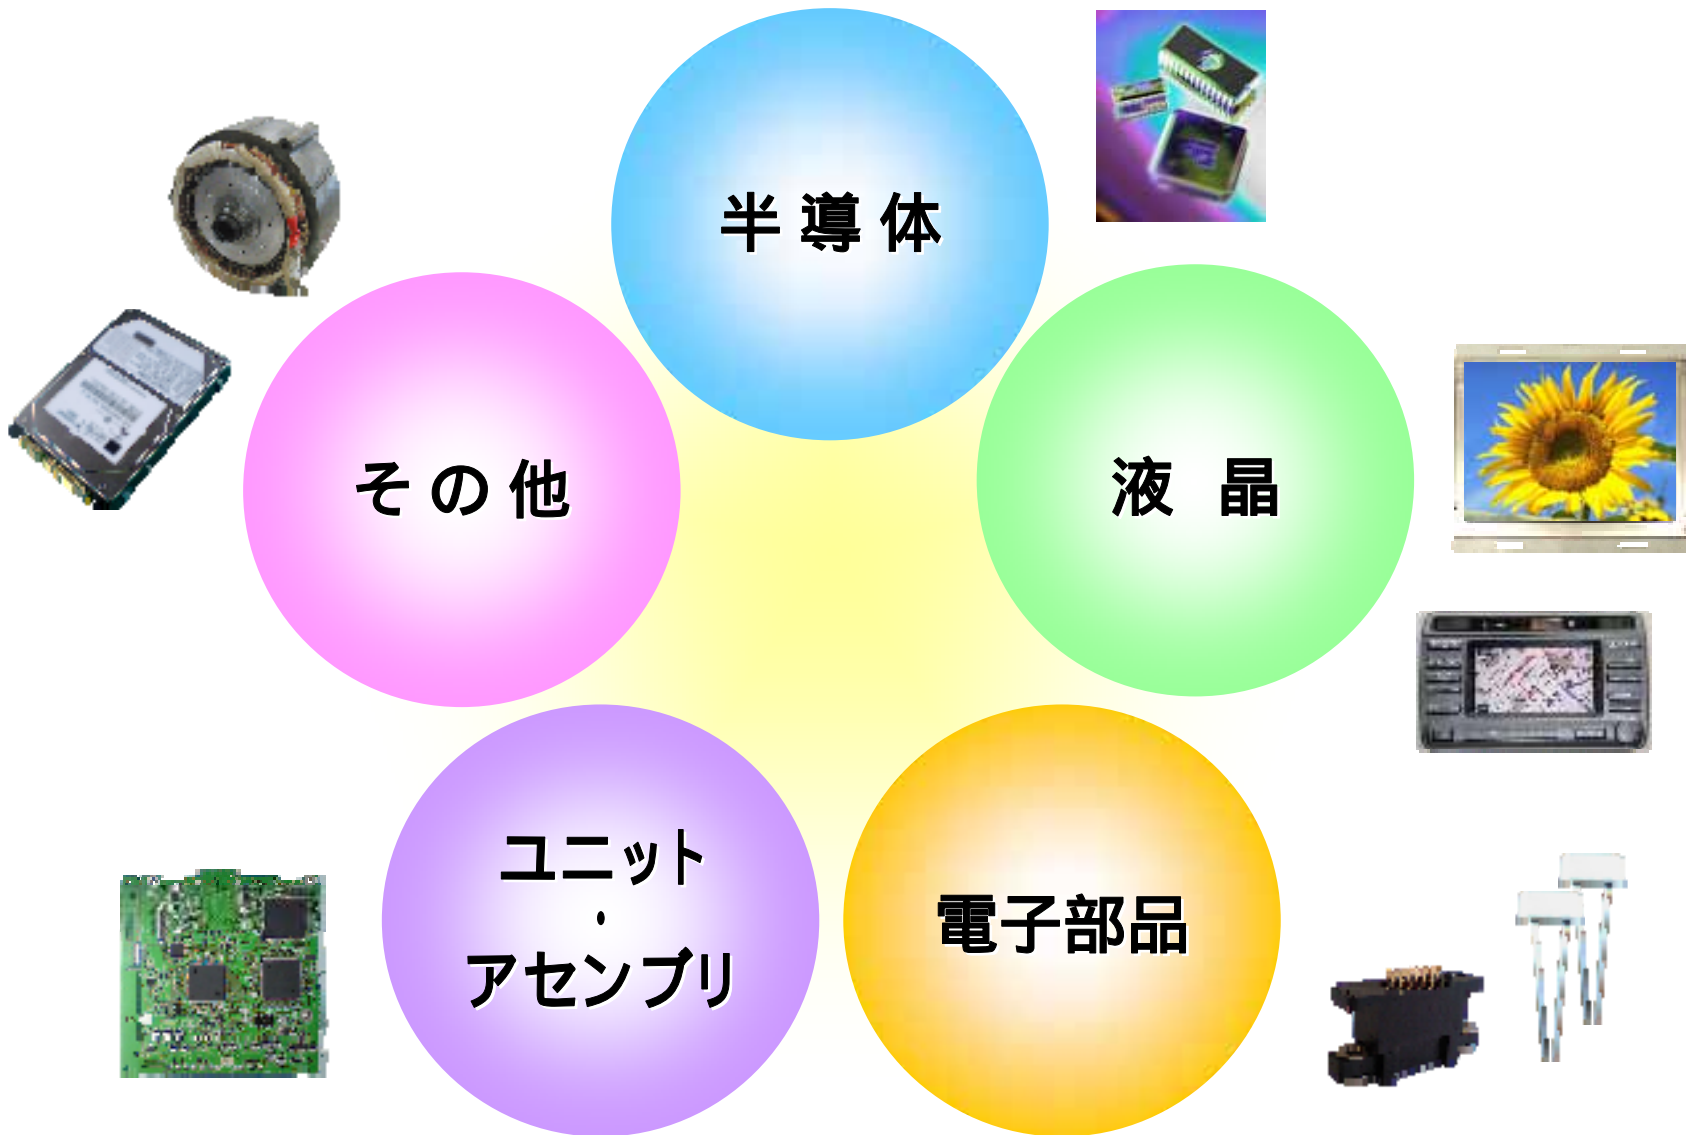 半導体
その他
液晶
ユニット
・
アセンブリ
電子部品